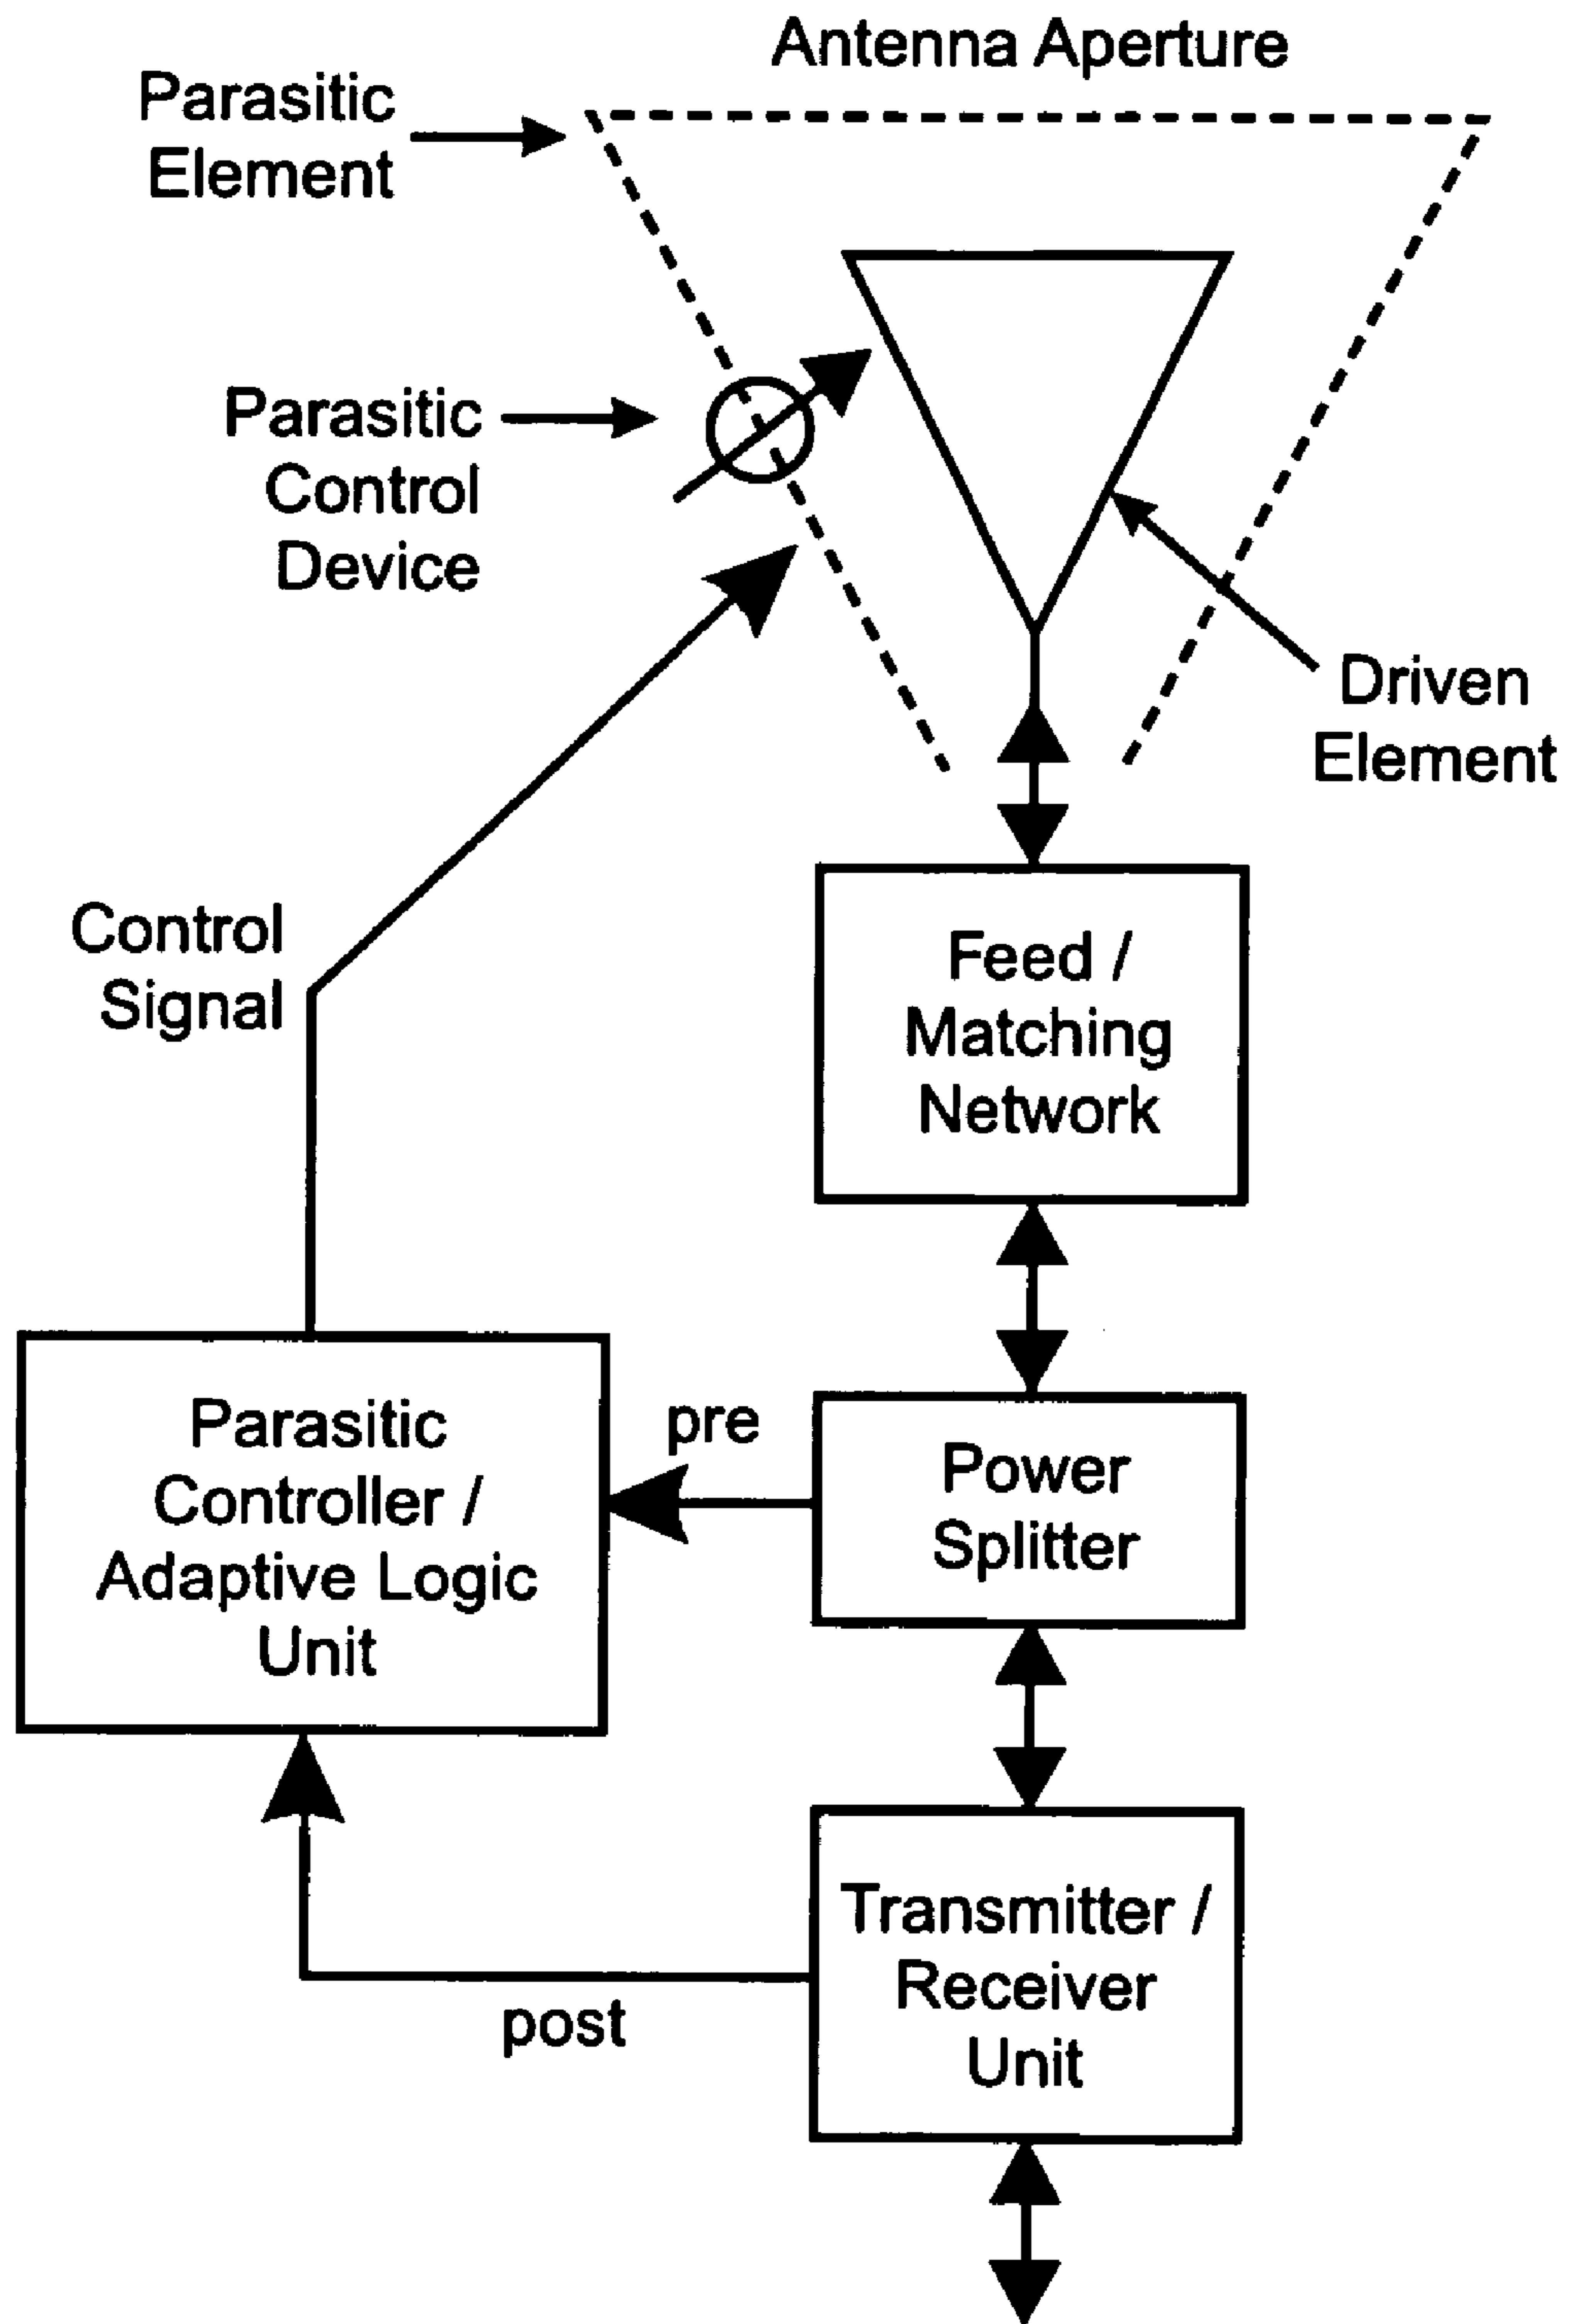 Antenna Aperture
Parasitic
Element
Parasitic
Control
Device
Driven
Element
Control
Signal
Feed /
Matching
Network
Parasitic
Controller /
Adaptive Logic
Unit
pre
Power
Splitter
post
Transmitter /
Receiver
Unit